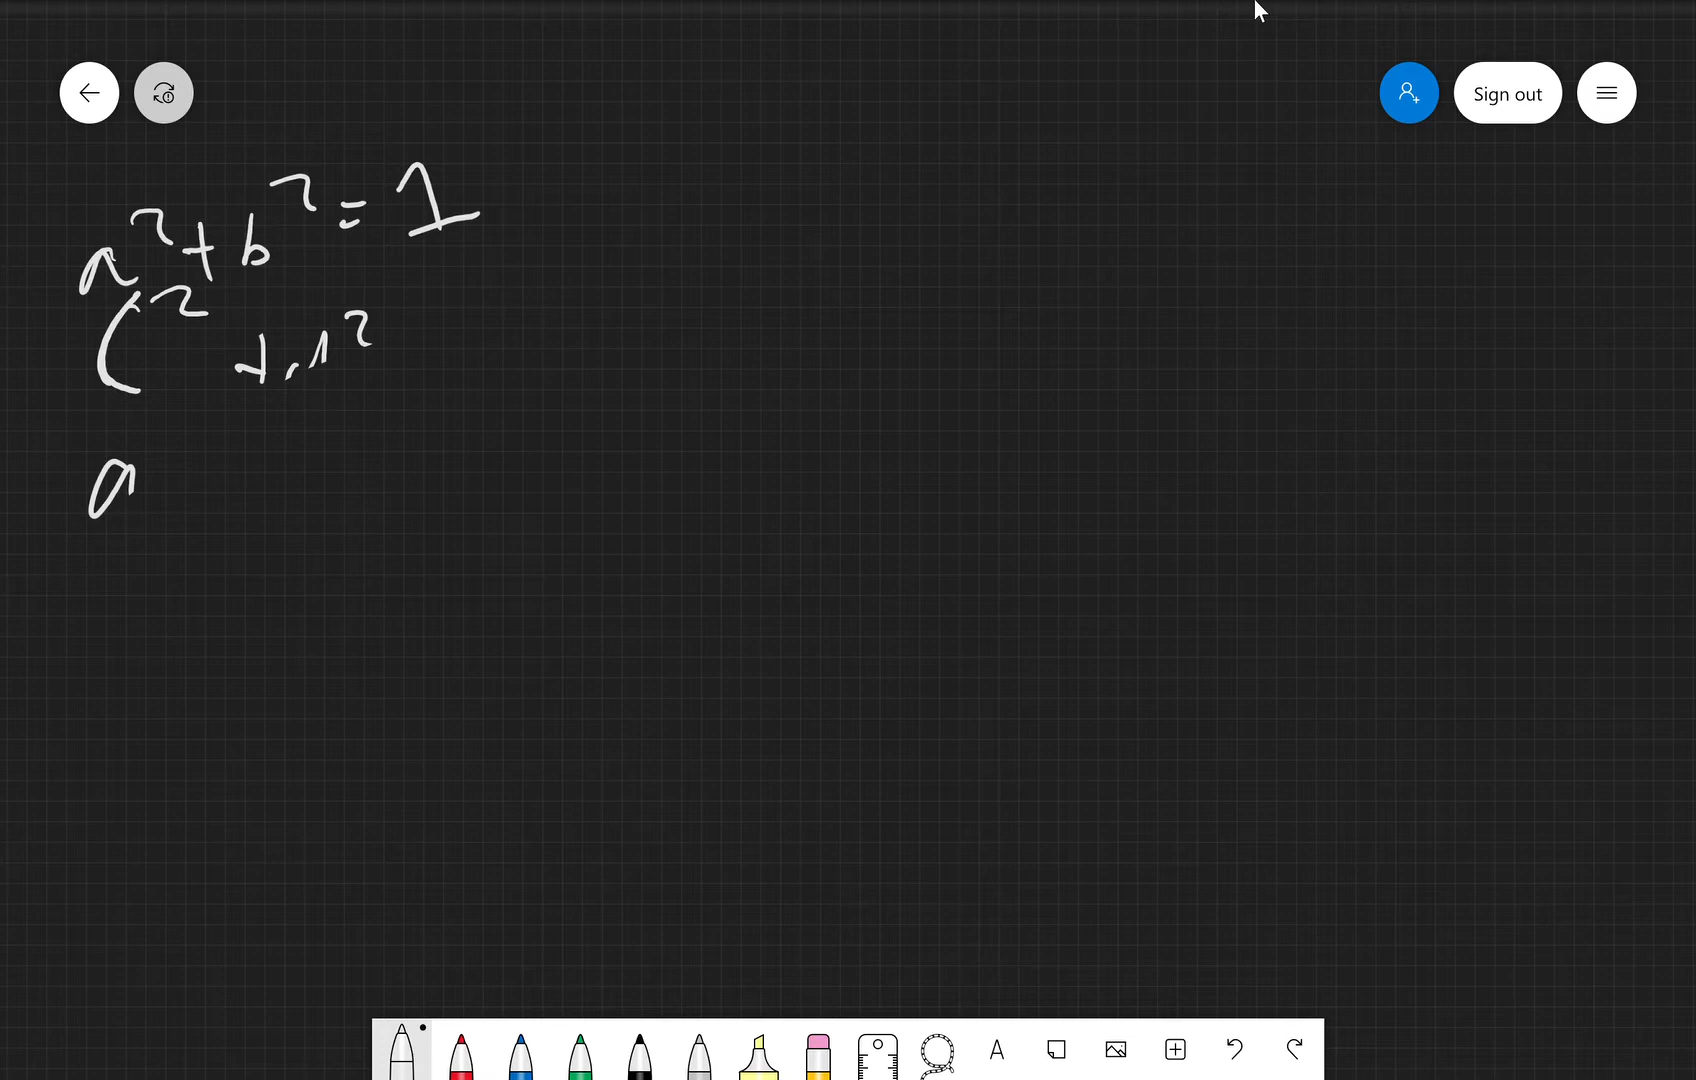 Sign out
a² + b² = 1
c² +
a
A